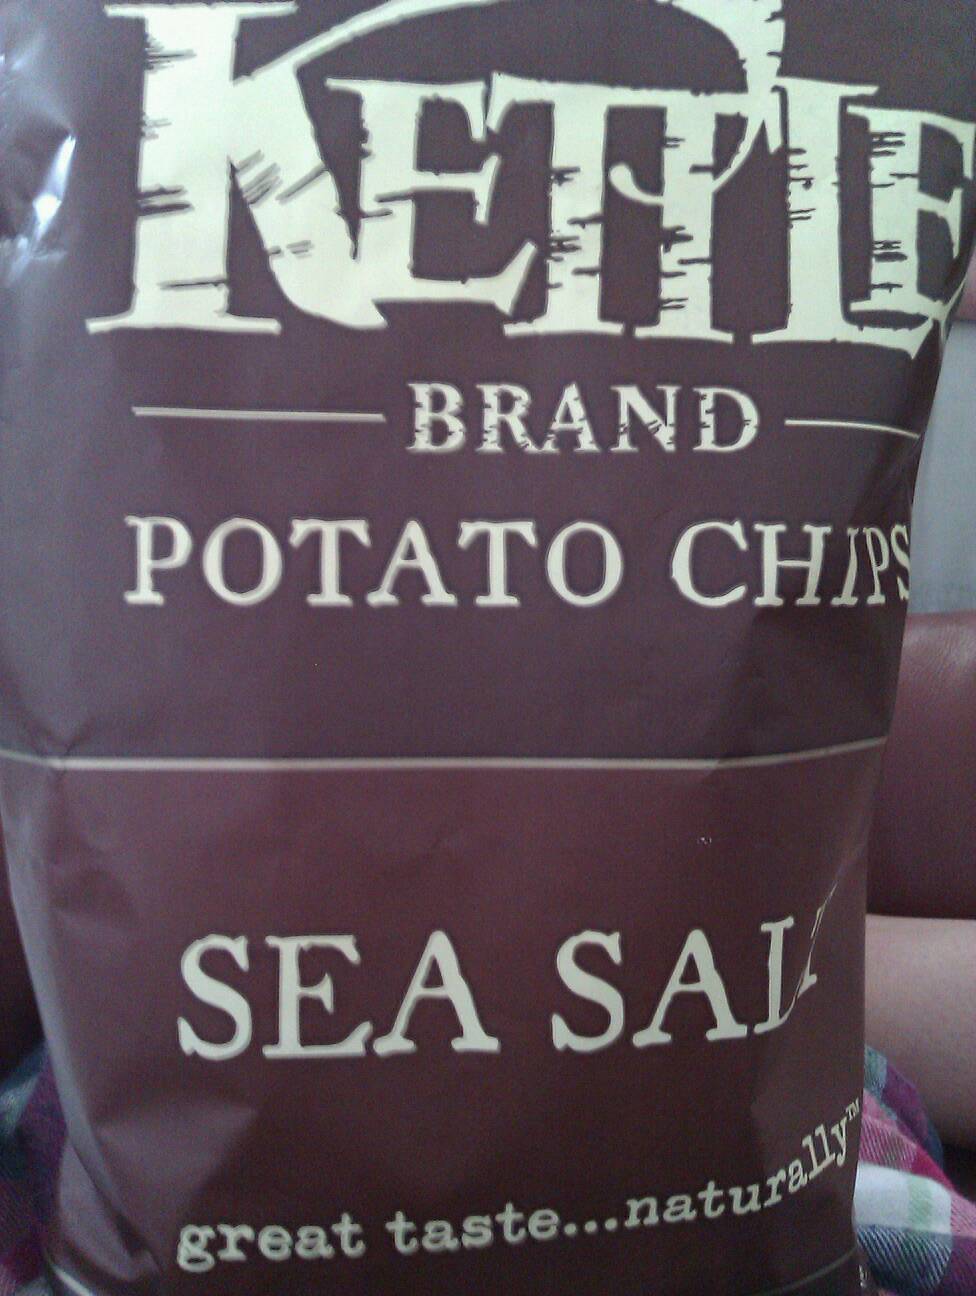 KETTLE
BRAND
POTATO CHIPS
SEA SALT
great taste...naturally™